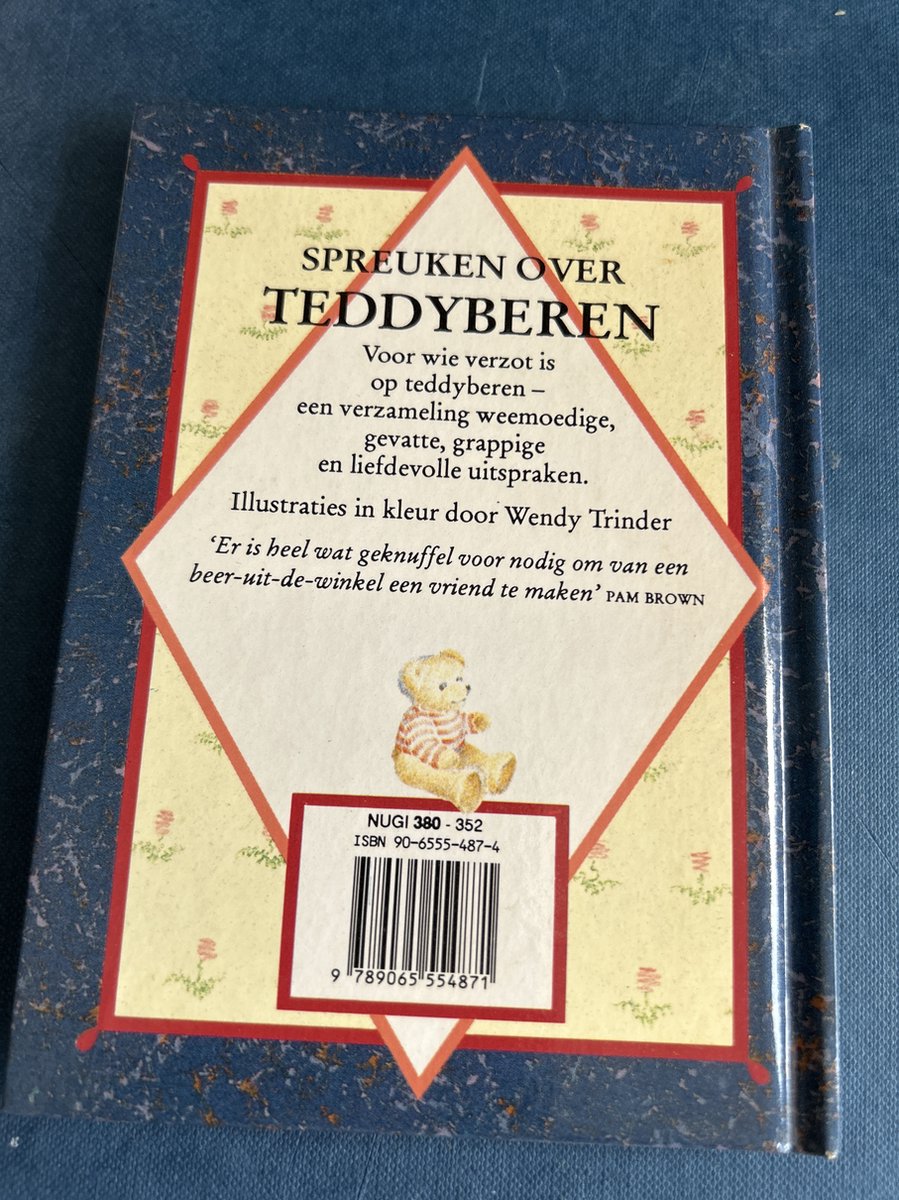 SPREUKEN OVER
TEDDYBEREN
Voor wie verzot is
op teddyberen –
een verzameling weemoedige,
gevatte, grappige
en liefdevolle uitspraken.
Illustraties in kleur door Wendy Trinder
‘Er is heel wat geknuffel voor nodig om van een
beer-uit-de-winkel een vriend te maken’ PAM BROWN
NUGI 380 - 352
ISBN 90-6555-487-4
9 789065 554871